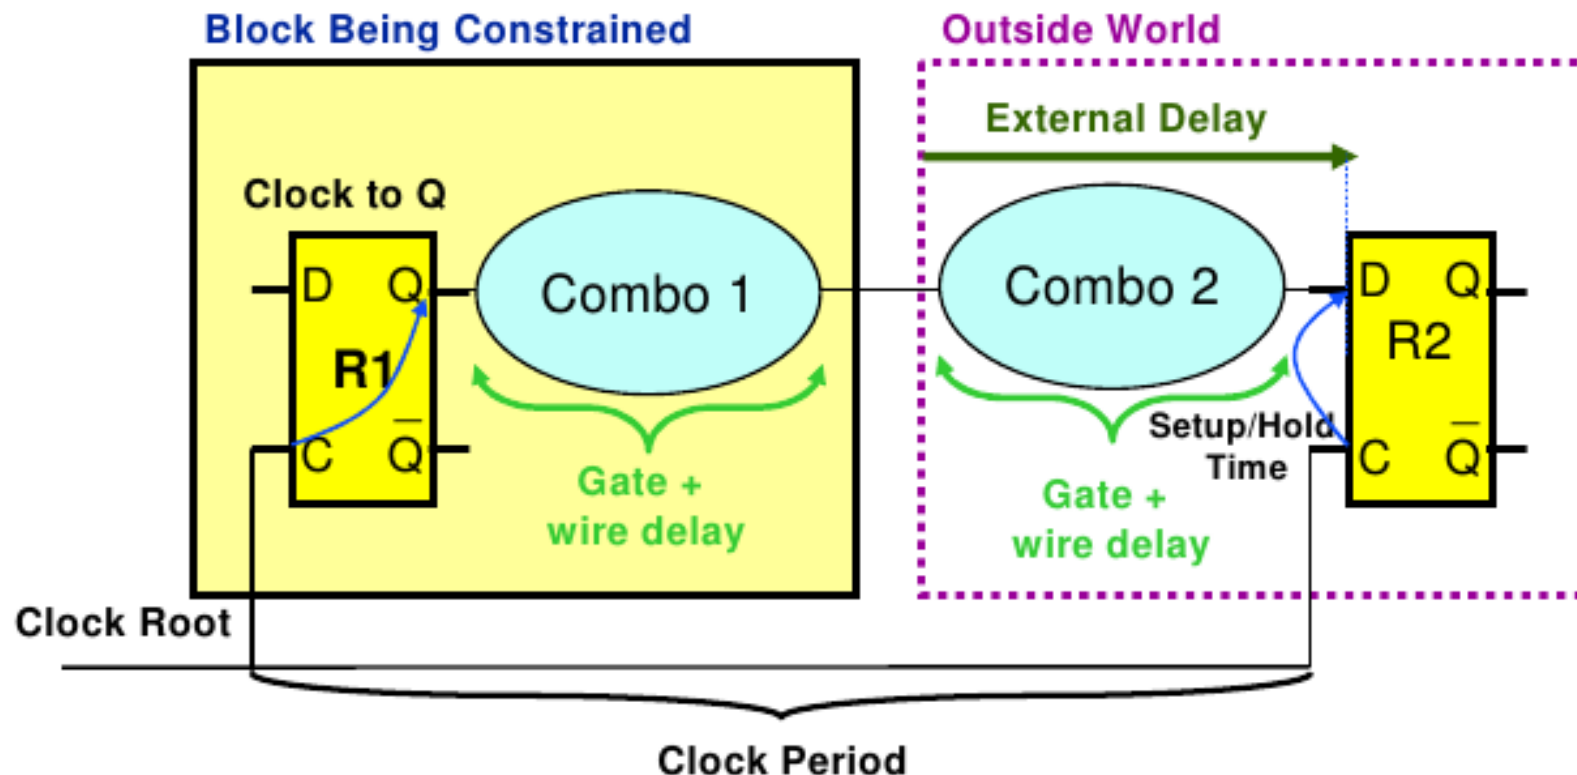 Block Being Constrained
Outside World
External Delay
Clock to Q
D Q
R1
C Q
Combo 1
Gate +
wire delay
Combo 2
Gate +
wire delay
Setup/Hold
Time
D Q
R2
C Q
Clock Root
Clock Period